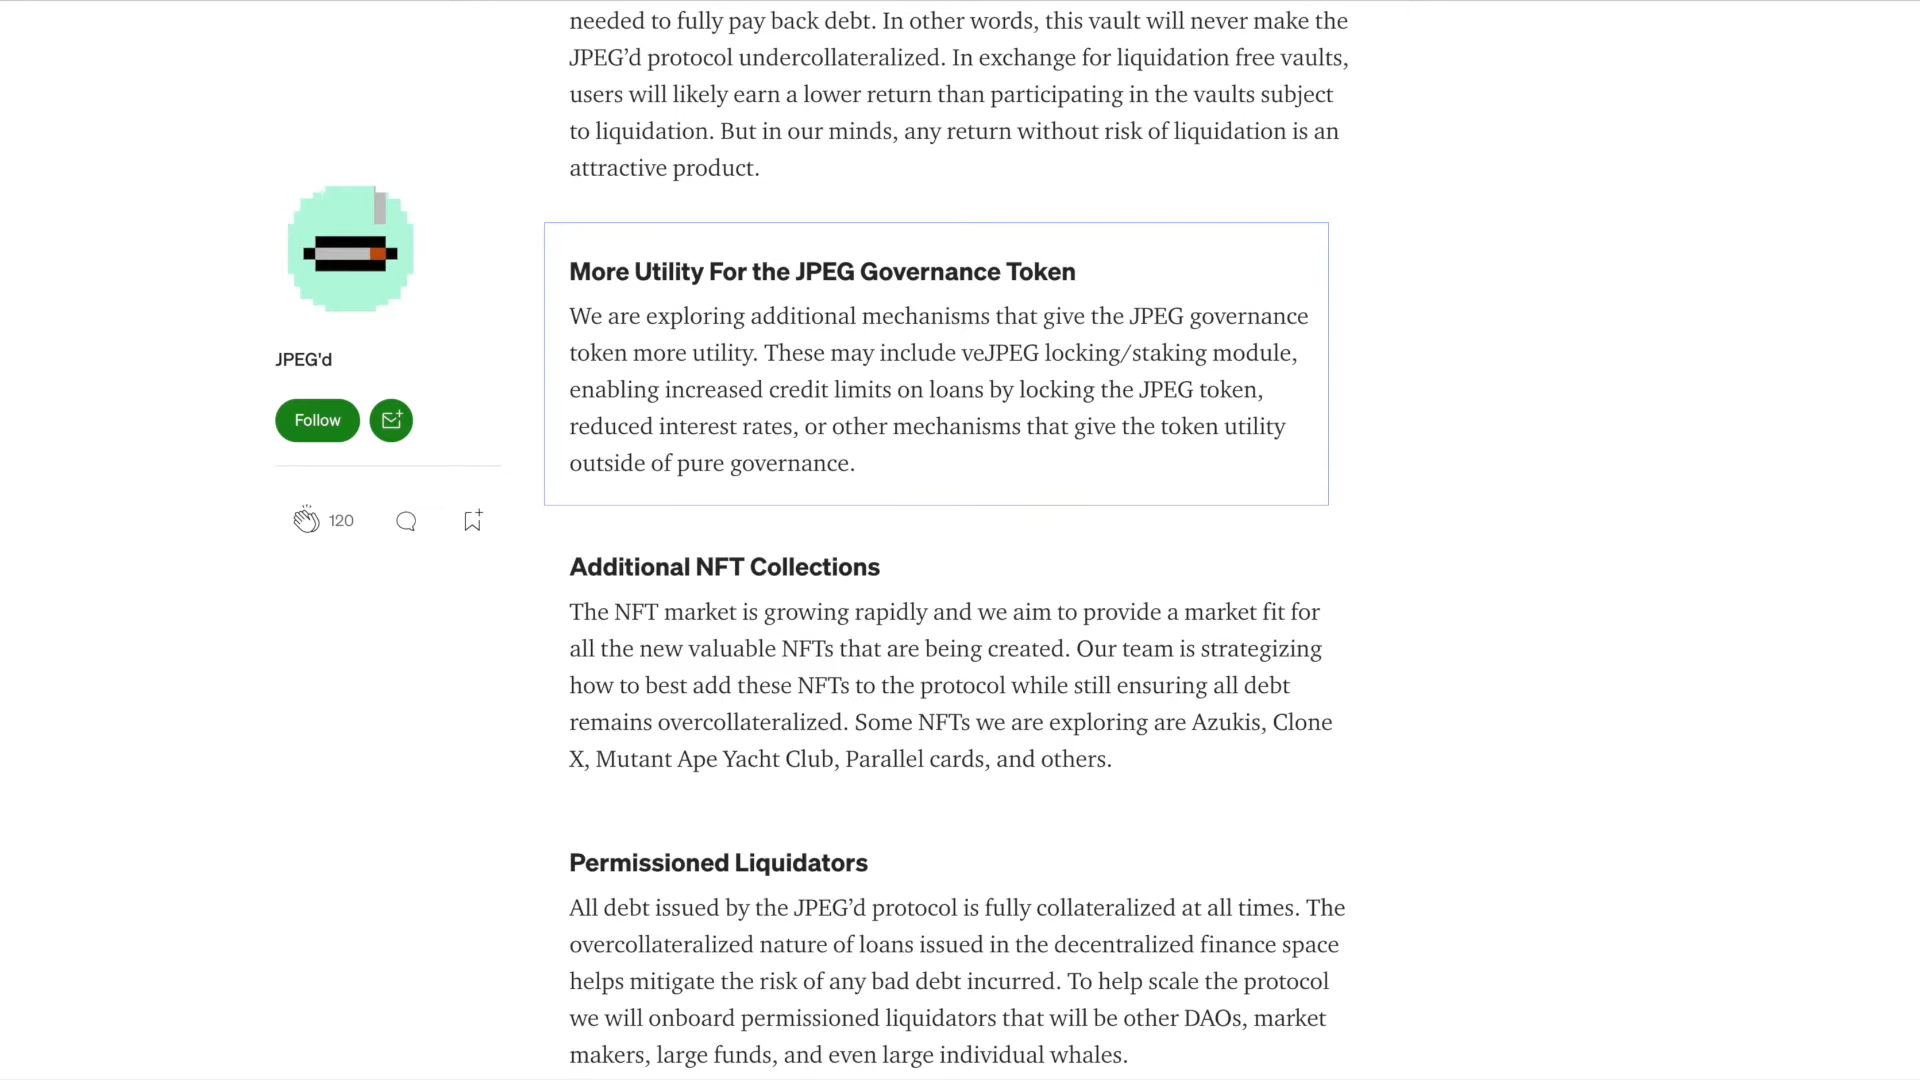 needed to fully pay back debt. In other words, this vault will never make the
JPEG’d protocol undercollateralized. In exchange for liquidation free vaults,
users will likely earn a lower return than participating in the vaults subject
to liquidation. But in our minds, any return without risk of liquidation is an
attractive product.
JPEG'd
Follow
120
More Utility For the JPEG Governance Token
We are exploring additional mechanisms that give the JPEG governance
token more utility. These may include veJPEG locking/staking module,
enabling increased credit limits on loans by locking the JPEG token,
reduced interest rates, or other mechanisms that give the token utility
outside of pure governance.
Additional NFT Collections
The NFT market is growing rapidly and we aim to provide a market fit for
all the new valuable NFTs that are being created. Our team is strategizing
how to best add these NFTs to the protocol while still ensuring all debt
remains overcollateralized. Some NFTs we are exploring are Azukis, Clone
X, Mutant Ape Yacht Club, Parallel cards, and others.
Permissioned Liquidators
All debt issued by the JPEG’d protocol is fully collateralized at all times. The
overcollateralized nature of loans issued in the decentralized finance space
helps mitigate the risk of any bad debt incurred. To help scale the protocol
we will onboard permissioned liquidators that will be other DAOs, market
makers, large funds, and even large individual whales.